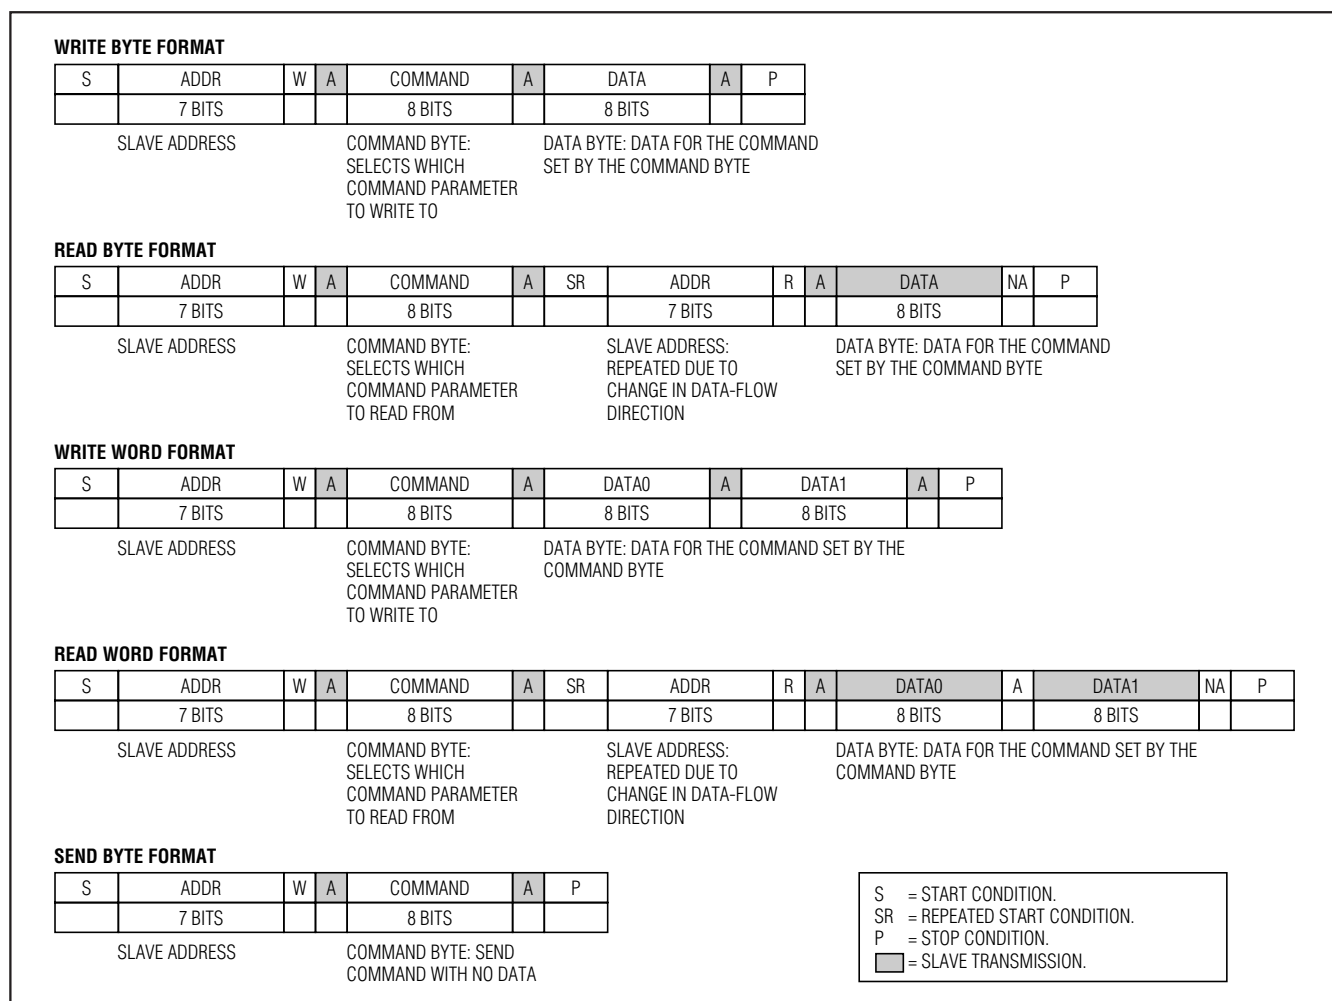 WRITE BYTE FORMAT
S ADDR W A COMMAND A DATA A P
7 BITS 8 BITS 8 BITS
SLAVE ADDRESS COMMAND BYTE: DATA BYTE: DATA FOR THE COMMAND
SELECTS WHICH SET BY THE COMMAND BYTE
COMMAND PARAMETER
TO WRITE TO
READ BYTE FORMAT
S ADDR W A COMMAND A SR ADDR R A DATA NA P
7 BITS 8 BITS 7 BITS 8 BITS
SLAVE ADDRESS COMMAND BYTE: SLAVE ADDRESS: DATA BYTE: DATA FOR THE COMMAND
SELECTS WHICH REPEATED DUE TO SET BY THE COMMAND BYTE
COMMAND PARAMETER CHANGE IN DATA-FLOW
TO READ FROM DIRECTION
WRITE WORD FORMAT
S ADDR W A COMMAND A DATA0 A DATA1 A P
7 BITS 8 BITS 8 BITS 8 BITS
SLAVE ADDRESS COMMAND BYTE: DATA BYTE: DATA FOR THE COMMAND SET BY THE
SELECTS WHICH COMMAND BYTE
COMMAND PARAMETER
TO WRITE TO
READ WORD FORMAT
S ADDR W A COMMAND A SR ADDR R A DATA0 A DATA1 NA P
7 BITS 8 BITS 7 BITS 8 BITS 8 BITS
SLAVE ADDRESS COMMAND BYTE: SLAVE ADDRESS: DATA BYTE: DATA FOR THE COMMAND SET BY THE
SELECTS WHICH REPEATED DUE TO COMMAND BYTE
COMMAND PARAMETER CHANGE IN DATA-FLOW
TO READ FROM DIRECTION
SEND BYTE FORMAT
S ADDR W A COMMAND A P
7 BITS 8 BITS
SLAVE ADDRESS COMMAND BYTE: SEND
COMMAND WITH NO DATA
S = START CONDITION.
SR = REPEATED START CONDITION.
P = STOP CONDITION.
= SLAVE TRANSMISSION.